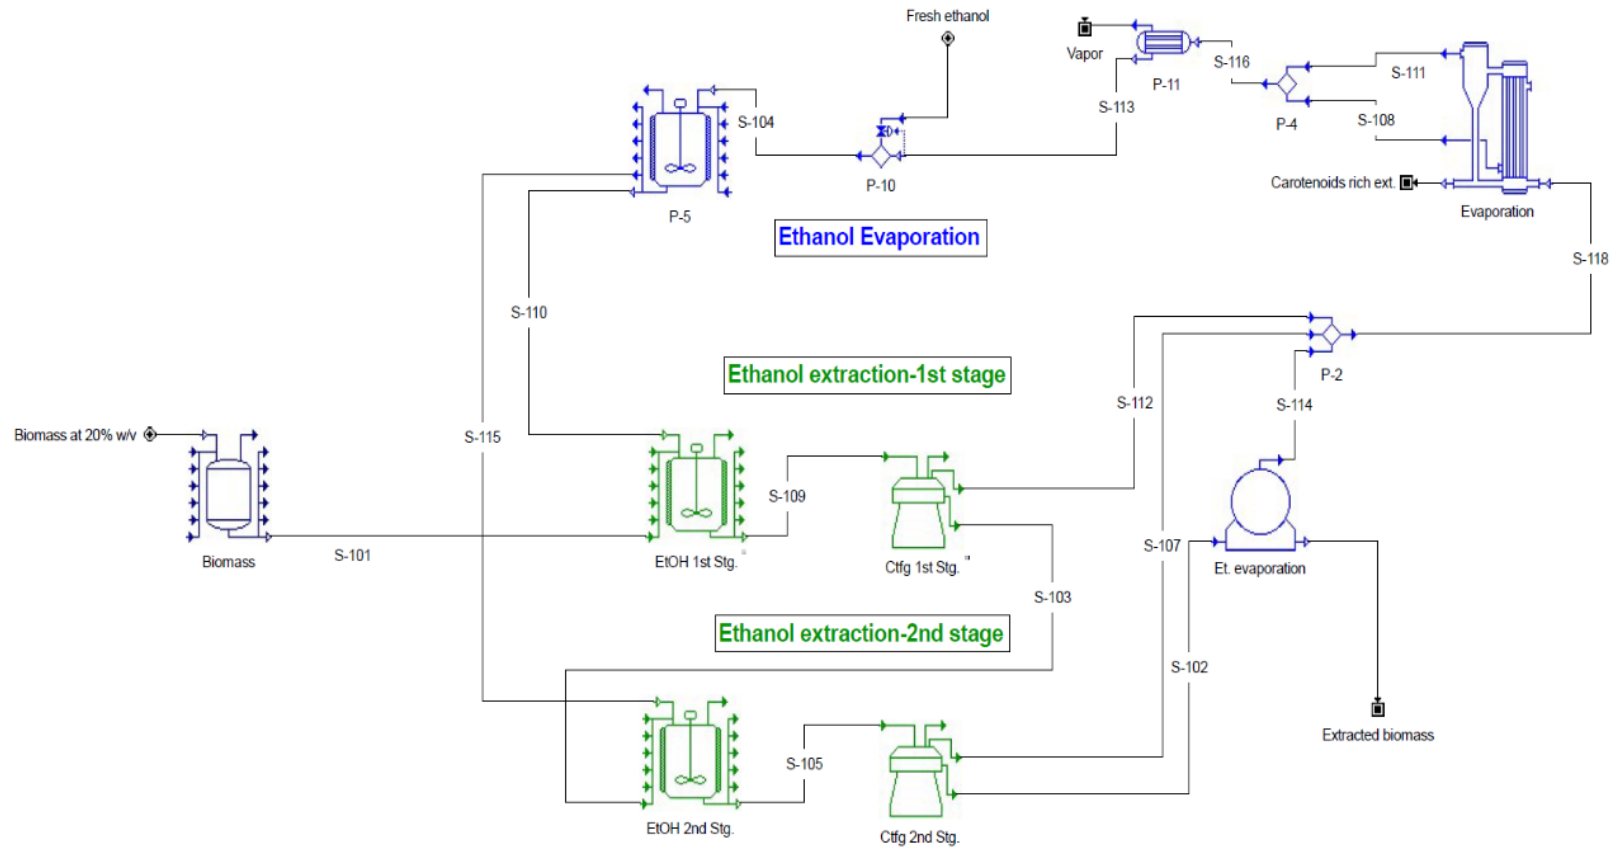 Fresh ethanol
Vapor
S-116
P-11
S-111
S-113
S-108
P-4
S-104
P-10
Carotenoids rich ext.
Evaporation
P-5
Ethanol Evaporation
S-118
S-110
Ethanol extraction-1st stage
P-2
S-112
S-114
Biomass at 20% w/v
S-115
S-109
S-101
Biomass
EtOH 1st Stg.
Ctfg 1st Stg.
S-107
Et. evaporation
S-103
Ethanol extraction-2nd stage
S-102
Extracted biomass
S-105
EtOH 2nd Stg.
Ctfg 2nd Stg.